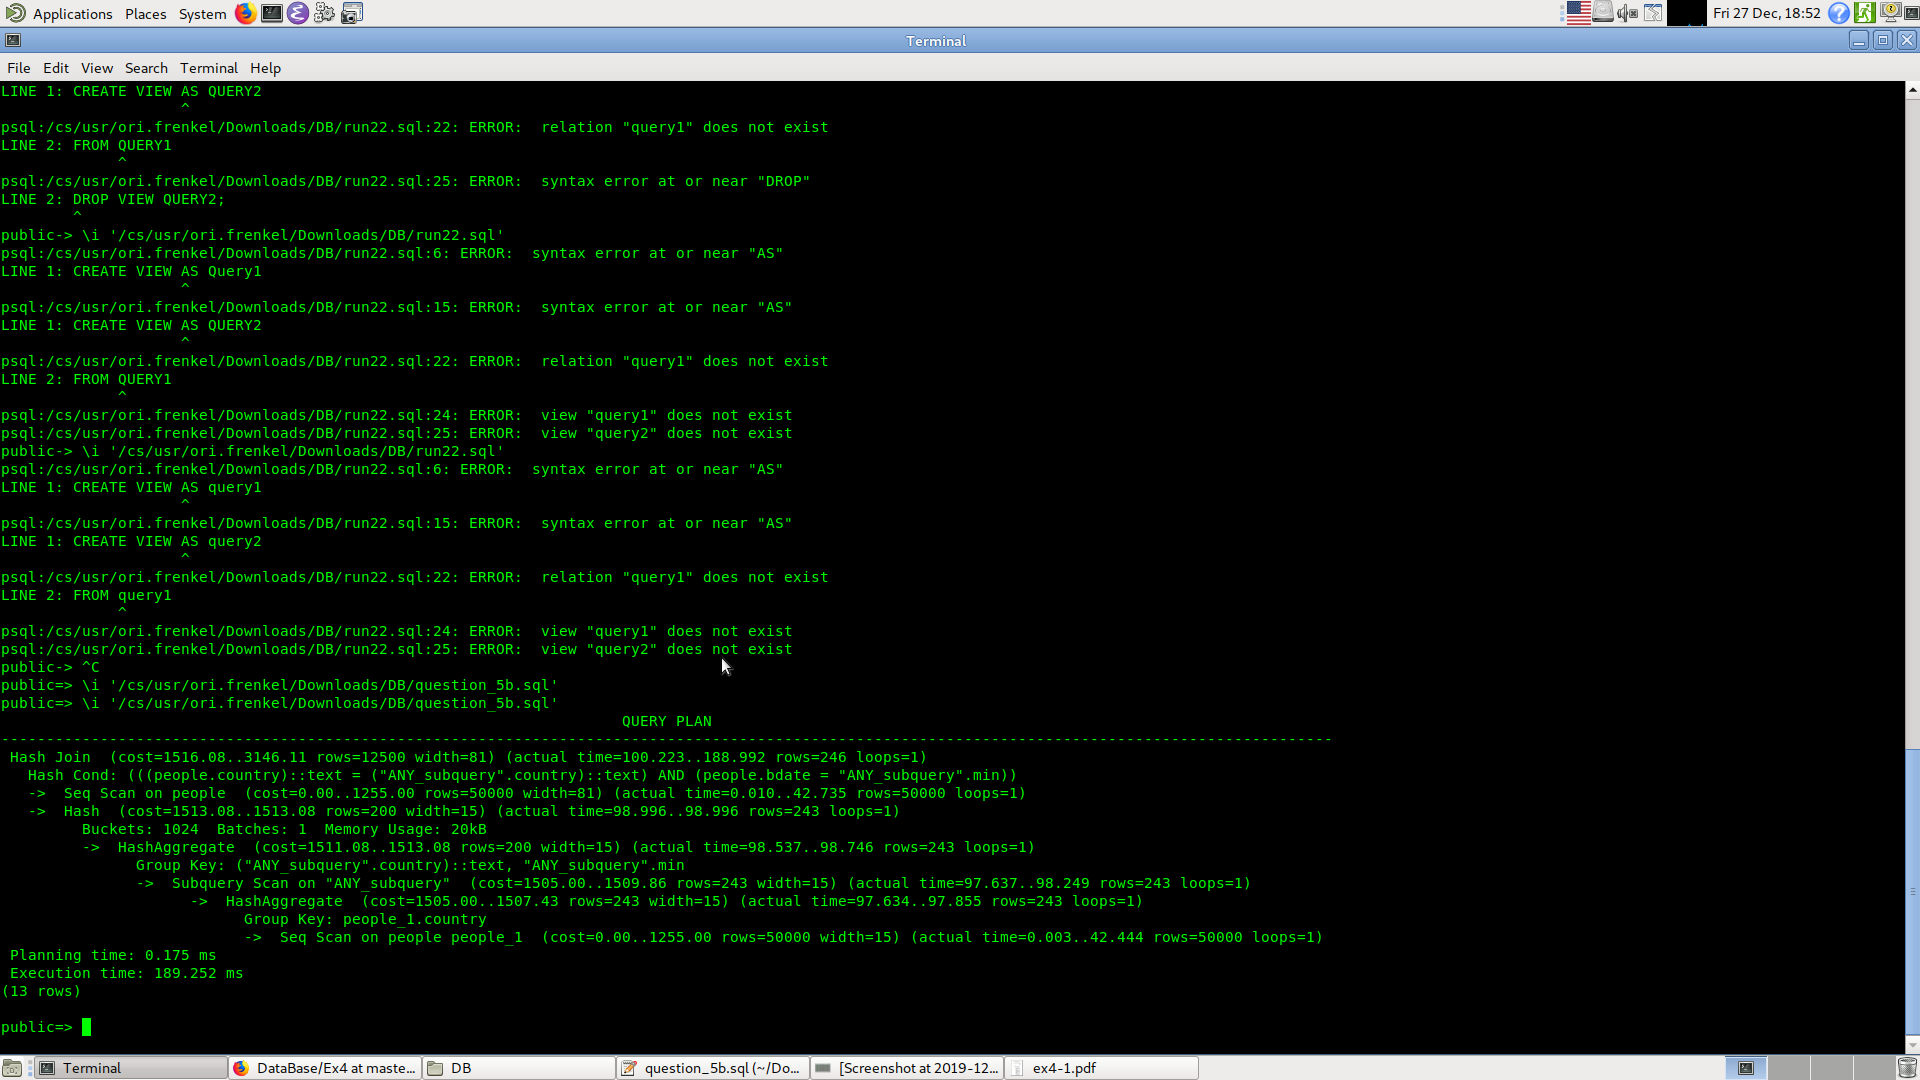 Applications Places System Fri 27 Dec, 18:52
Terminal
File Edit View Search Terminal Help
LINE 1: CREATE VIEW AS QUERY2
^
psql:/cs/usr/ori.frenkel/Downloads/DB/run22.sql:22: ERROR:  relation "query1" does not exist
LINE 2: FROM QUERY1
^
psql:/cs/usr/ori.frenkel/Downloads/DB/run22.sql:25: ERROR:  syntax error at or near "DROP"
LINE 2: DROP VIEW QUERY2;
^
public-> \i '/cs/usr/ori.frenkel/Downloads/DB/run22.sql'
psql:/cs/usr/ori.frenkel/Downloads/DB/run22.sql:6: ERROR:  syntax error at or near "AS"
LINE 1: CREATE VIEW AS Query1
^
psql:/cs/usr/ori.frenkel/Downloads/DB/run22.sql:15: ERROR:  syntax error at or near "AS"
LINE 1: CREATE VIEW AS QUERY2
^
psql:/cs/usr/ori.frenkel/Downloads/DB/run22.sql:22: ERROR:  relation "query1" does not exist
LINE 2: FROM QUERY1
^
psql:/cs/usr/ori.frenkel/Downloads/DB/run22.sql:24: ERROR:  view "query1" does not exist
psql:/cs/usr/ori.frenkel/Downloads/DB/run22.sql:25: ERROR:  view "query2" does not exist
public-> \i '/cs/usr/ori.frenkel/Downloads/DB/run22.sql'
psql:/cs/usr/ori.frenkel/Downloads/DB/run22.sql:6: ERROR:  syntax error at or near "AS"
LINE 1: CREATE VIEW AS query1
^
psql:/cs/usr/ori.frenkel/Downloads/DB/run22.sql:15: ERROR:  syntax error at or near "AS"
LINE 1: CREATE VIEW AS query2
^
psql:/cs/usr/ori.frenkel/Downloads/DB/run22.sql:22: ERROR:  relation "query1" does not exist
LINE 2: FROM query1
^
psql:/cs/usr/ori.frenkel/Downloads/DB/run22.sql:24: ERROR:  view "query1" does not exist
psql:/cs/usr/ori.frenkel/Downloads/DB/run22.sql:25: ERROR:  view "query2" does not exist
public-> ^C
public=> \i '/cs/usr/ori.frenkel/Downloads/DB/question_5b.sql'
public=> \i '/cs/usr/ori.frenkel/Downloads/DB/question_5b.sql'
QUERY PLAN
----------------------------------------------------------------------------------------------------------------------------------------------------
Hash Join  (cost=1516.08..3146.11 rows=12500 width=81) (actual time=100.223..188.992 rows=246 loops=1)
Hash Cond: (((people.country)::text = ("ANY_subquery".country)::text) AND (people.bdate = "ANY_subquery".min))
->  Seq Scan on people  (cost=0.00..1255.00 rows=50000 width=81) (actual time=0.010..42.735 rows=50000 loops=1)
->  Hash  (cost=1513.08..1513.08 rows=200 width=15) (actual time=98.996..98.996 rows=243 loops=1)
Buckets: 1024  Batches: 1  Memory Usage: 20kB
->  HashAggregate  (cost=1511.08..1513.08 rows=200 width=15) (actual time=98.537..98.746 rows=243 loops=1)
Group Key: ("ANY_subquery".country)::text, "ANY_subquery".min
->  Subquery Scan on "ANY_subquery"  (cost=1505.00..1509.86 rows=243 width=15) (actual time=97.637..98.249 rows=243 loops=1)
->  HashAggregate  (cost=1505.00..1507.43 rows=243 width=15) (actual time=97.634..97.855 rows=243 loops=1)
Group Key: people_1.country
->  Seq Scan on people people_1  (cost=0.00..1255.00 rows=50000 width=15) (actual time=0.003..42.444 rows=50000 loops=1)
Planning time: 0.175 ms
Execution time: 189.252 ms
(13 rows)
public=>
Terminal DataBase/Ex4 at maste... DB question_5b.sql (~/Do... [Screenshot at 2019-12... ex4-1.pdf